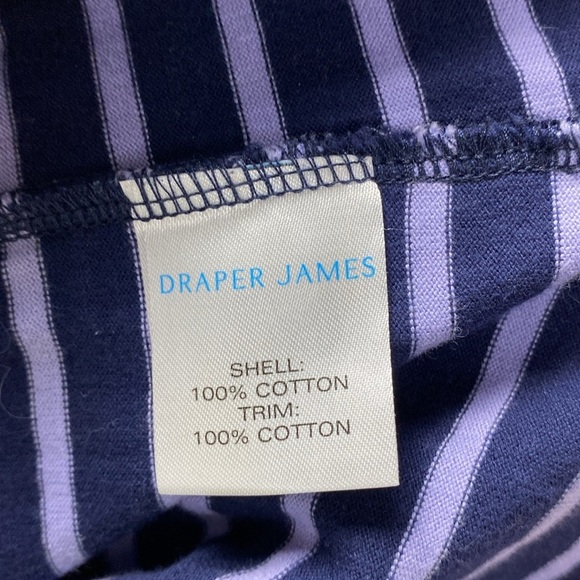 DRAPER JAMES
SHELL:
100% COTTON
TRIM:
100% COTTON